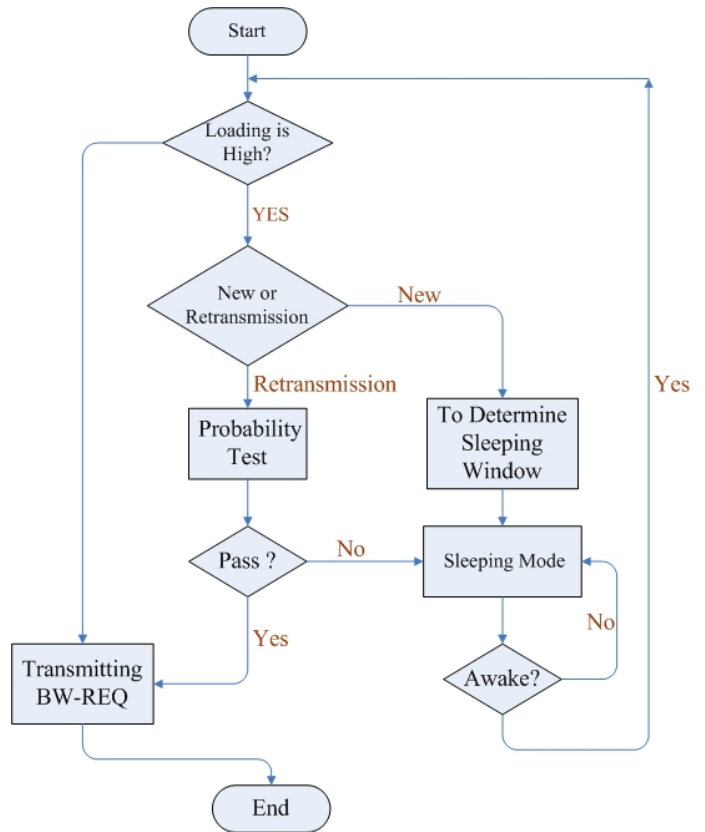 Start
Loading is
High?
YES
New or
Retransmission
New
Retransmission
Yes
Probability
Test
To Determine
Sleeping
Window
Pass ?
No
Sleeping Mode
No
Yes
Transmitting
BW-REQ
Awake?
End